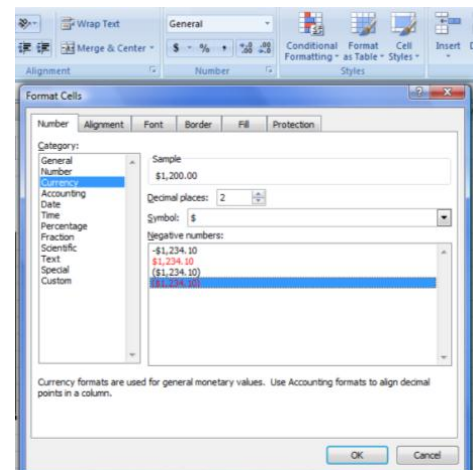 Wrap Text
General
Merge & Center
$ % ,
.0 .00
.00 .0
Conditional Formatting
Format as Table
Cell Styles
Insert
Alignment
Number
Styles
Format Cells
Number Alignment Font Border Fill Protection
Category:
General
Number
Currency
Accounting
Date
Time
Percentage
Fraction
Scientific
Text
Special
Custom
Sample
$1,200.00
Decimal places: 2
Symbol: $
Negative numbers:
-$1,234.10
$1,234.10
($1,234.10)
($1,234.10)
Currency formats are used for general monetary values. Use Accounting formats to align decimal
points in a column.
OK Cancel